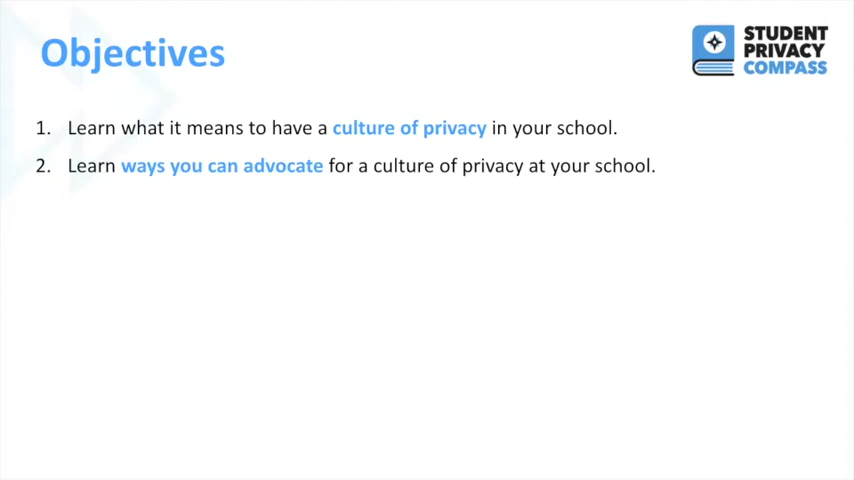 Objectives
STUDENT
PRIVACY
COMPASS
1. Learn what it means to have a culture of privacy in your school.
2. Learn ways you can advocate for a culture of privacy at your school.